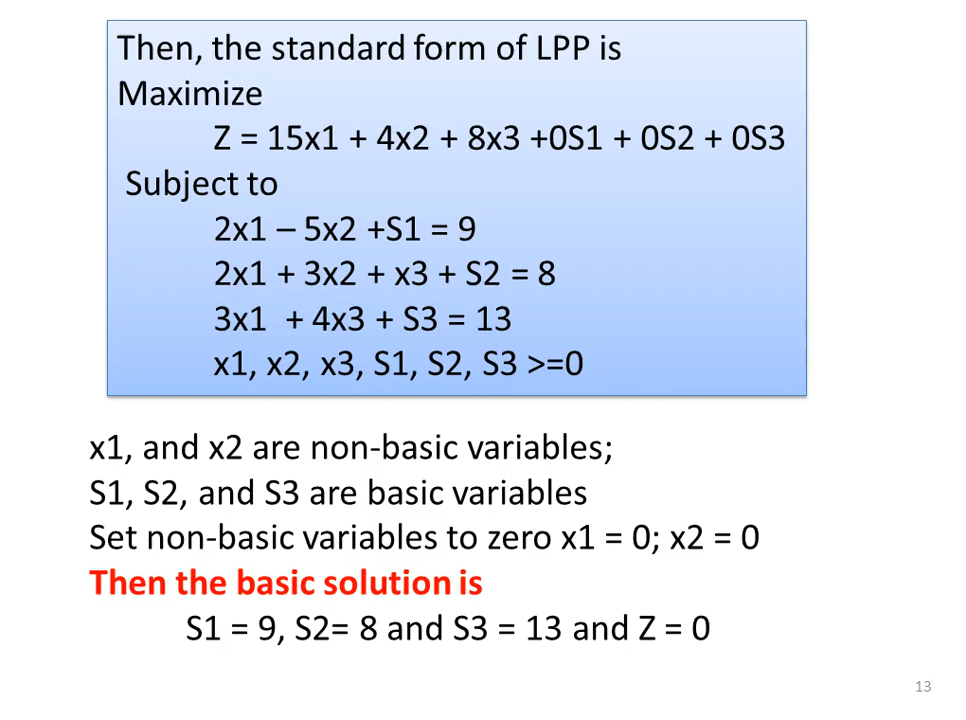 Then, the standard form of LPP is
Maximize
Z = 15x1 + 4x2 + 8x3 +0S1 + 0S2 + 0S3
Subject to
2x1 – 5x2 +S1 = 9
2x1 + 3x2 + x3 + S2 = 8
3x1 + 4x3 + S3 = 13
x1, x2, x3, S1, S2, S3 >=0
x1, and x2 are non-basic variables;
S1, S2, and S3 are basic variables
Set non-basic variables to zero x1 = 0; x2 = 0
Then the basic solution is
S1 = 9, S2= 8 and S3 = 13 and Z = 0
13